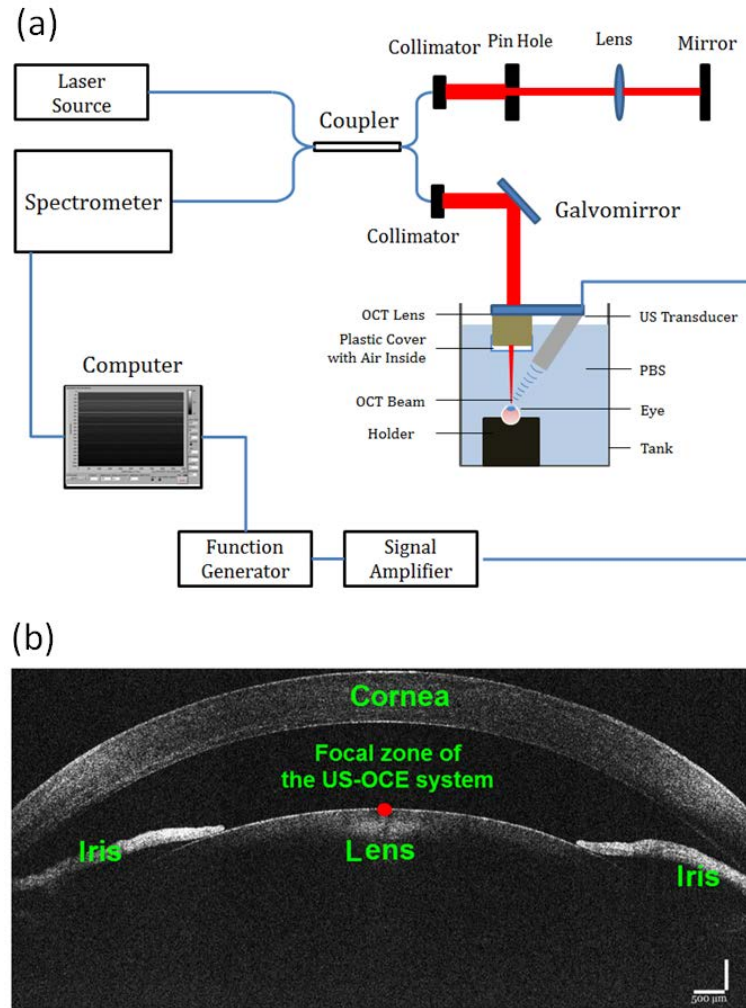 (a)
Laser
Source
Collimator
Pin Hole
Lens
Mirror
Coupler
Spectrometer
Collimator
Galvomirror
OCT Lens
US Transducer
Plastic Cover
with Air Inside
Computer
PBS
OCT Beam
Eye
Holder
Tank
Function
Generator
Signal
Amplifier
(b)
Cornea
Focal zone of
the US-OCE system
Iris
Lens
Iris
500 µm